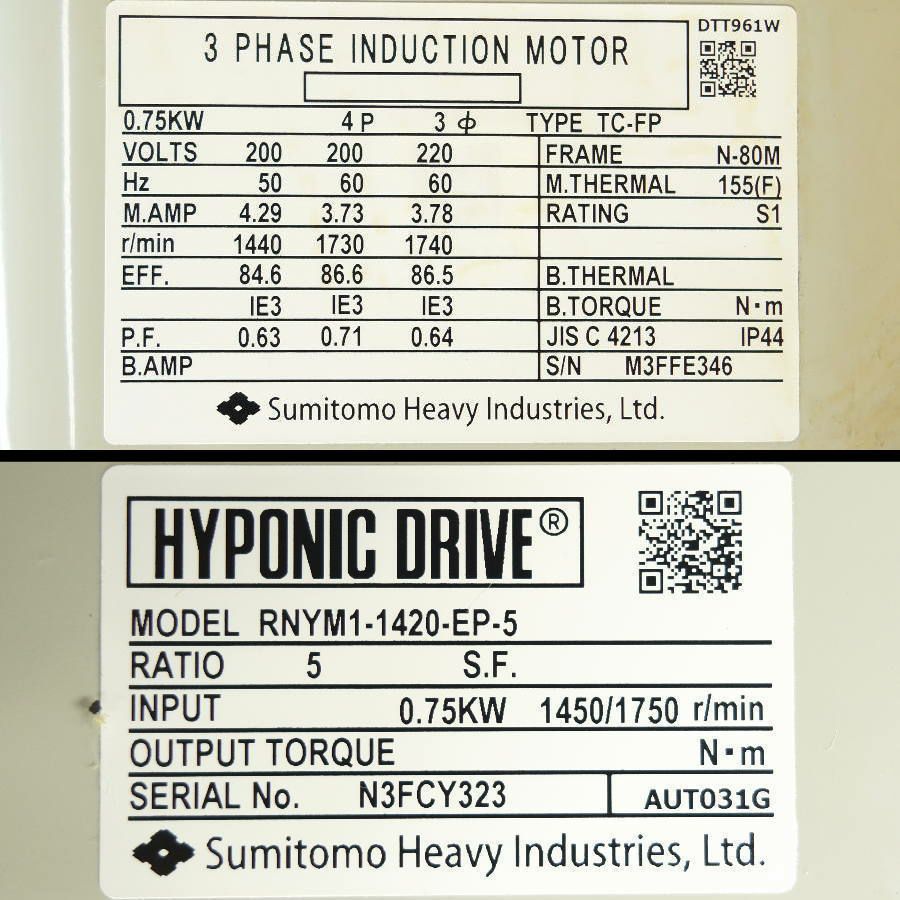 DTT961W
3 PHASE INDUCTION MOTOR
0.75KW 4 P 3 ϕ TYPE TC-FP
VOLTS 200 200 220 FRAME N-80M
Hz 50 60 60 M.THERMAL 155(F)
M.AMP 4.29 3.73 3.78 RATING S1
r/min 1440 1730 1740
EFF. 84.6 86.6 86.5 B.THERMAL
IE3 IE3 IE3 B.TORQUE N·m
P.F. 0.63 0.71 0.64 JIS C 4213 IP44
B.AMP S/N M3FFE346
Sumitomo Heavy Industries, Ltd.
HYPONIC DRIVE®
MODEL RNYM1-1420-EP-5
RATIO 5 S.F.
INPUT 0.75KW 1450/1750 r/min
OUTPUT TORQUE N·m
SERIAL No. N3FCY323 AUT031G
Sumitomo Heavy Industries, Ltd.